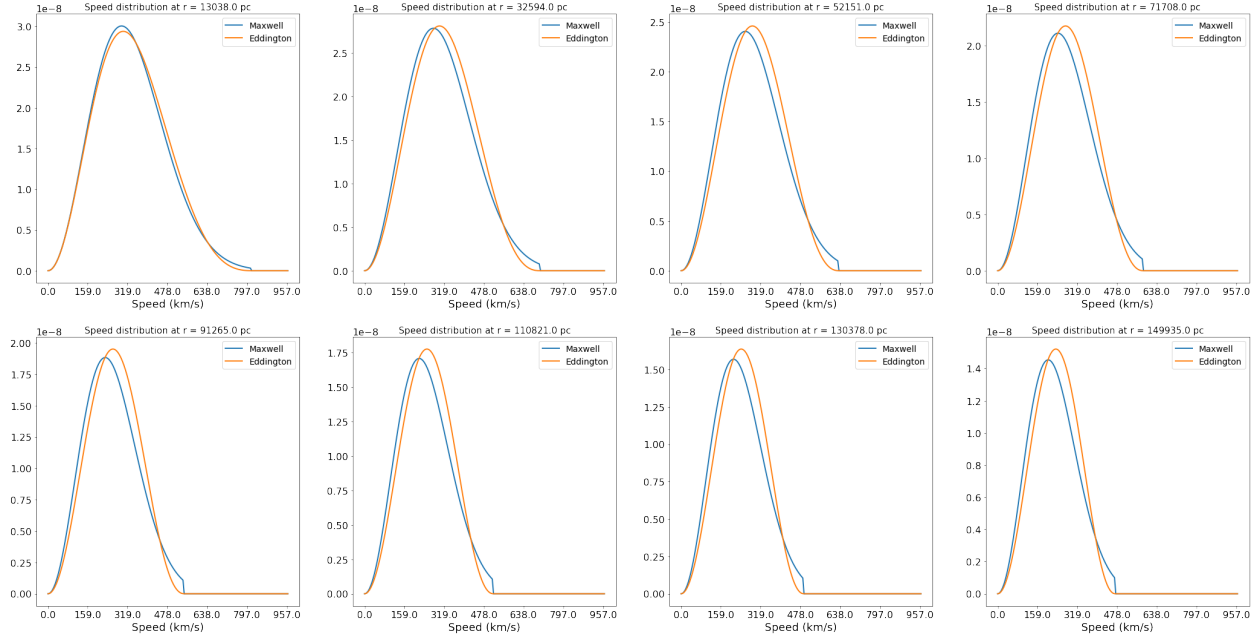 Speed distribution at r = 13038.0 pc
1e−8
Maxwell
Eddington
3.0
2.5
2.0
1.5
1.0
0.5
0.0
0.0 159.0 319.0 478.0 638.0 797.0 957.0
Speed (km/s)
Speed distribution at r = 32594.0 pc
1e−8
Maxwell
Eddington
2.5
2.0
1.5
1.0
0.5
0.0
0.0 159.0 319.0 478.0 638.0 797.0 957.0
Speed (km/s)
Speed distribution at r = 52151.0 pc
1e−8
Maxwell
Eddington
2.5
2.0
1.5
1.0
0.5
0.0
0.0 159.0 319.0 478.0 638.0 797.0 957.0
Speed (km/s)
Speed distribution at r = 71708.0 pc
1e−8
Maxwell
Eddington
2.0
1.5
1.0
0.5
0.0
0.0 159.0 319.0 478.0 638.0 797.0 957.0
Speed (km/s)
Speed distribution at r = 91265.0 pc
1e−8
Maxwell
Eddington
2.00
1.75
1.50
1.25
1.00
0.75
0.50
0.25
0.00
0.0 159.0 319.0 478.0 638.0 797.0 957.0
Speed (km/s)
Speed distribution at r = 110821.0 pc
1e−8
Maxwell
Eddington
1.75
1.50
1.25
1.00
0.75
0.50
0.25
0.00
0.0 159.0 319.0 478.0 638.0 797.0 957.0
Speed (km/s)
Speed distribution at r = 130378.0 pc
1e−8
Maxwell
Eddington
1.50
1.25
1.00
0.75
0.50
0.25
0.00
0.0 159.0 319.0 478.0 638.0 797.0 957.0
Speed (km/s)
Speed distribution at r = 149935.0 pc
1e−8
Maxwell
Eddington
1.4
1.2
1.0
0.8
0.6
0.4
0.2
0.0
0.0 159.0 319.0 478.0 638.0 797.0 957.0
Speed (km/s)